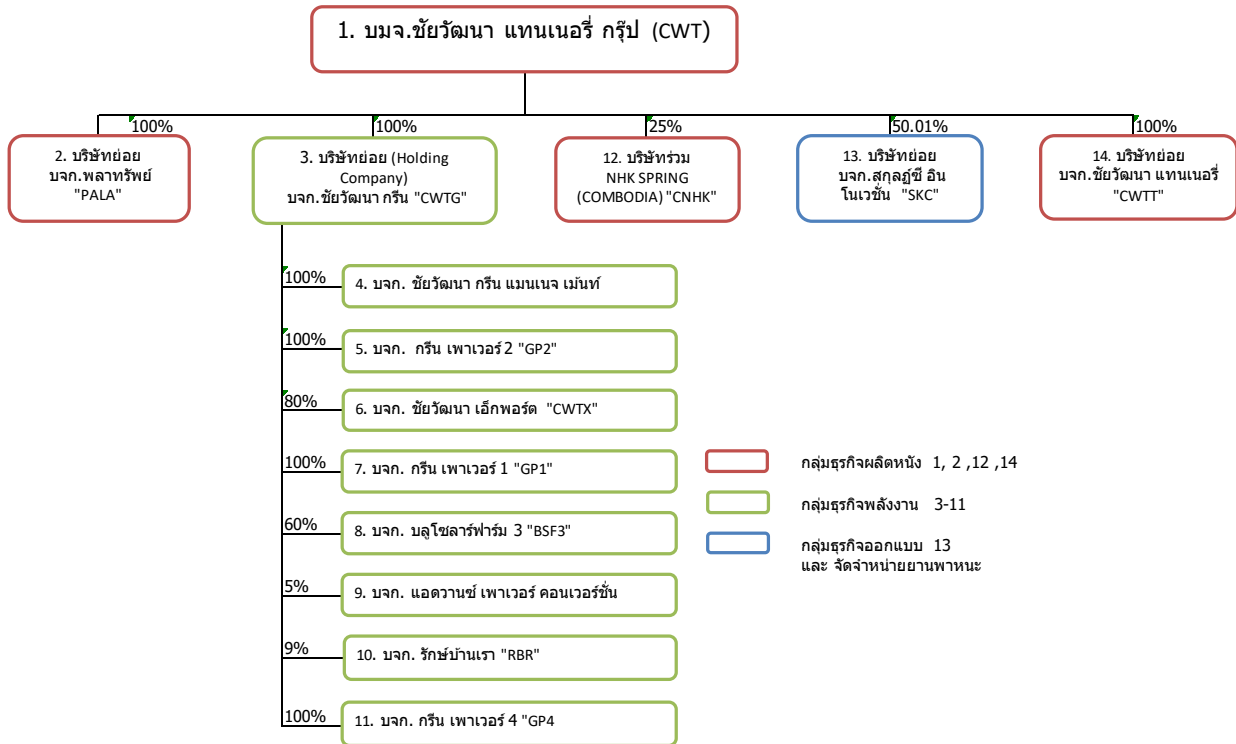 1. บมจ.ชัยวัฒนา แทนเนอรี่ กรุ๊ป (CWT)
100%
100%
25%
50.01%
100%
2. บริษัทย่อย
บจก.พลาทรัพย์
"PALA"
3. บริษัทย่อย (Holding
Company)
บจก.ชัยวัฒนา กรีน "CWTG"
12. บริษัทร่วม
NHK SPRING
(COMBODIA) "CNHK"
13. บริษัทย่อย
บจก.สกุลฎ์ซี อิน
โนเวชั่น "SKC"
14. บริษัทย่อย
บจก.ชัยวัฒนา แทนเนอรี่
"CWTT"
100%
4. บจก. ชัยวัฒนา กรีน แมนเนจ เม้นท์
100%
5. บจก. กรีน เพาเวอร์ 2 "GP2"
80%
6. บจก. ชัยวัฒนา เอ็กพอร์ต "CWTX"
100%
7. บจก. กรีน เพาเวอร์ 1 "GP1"
60%
8. บจก. บลูโซลาร์ฟาร์ม 3 "BSF3"
5%
9. บจก. แอดวานซ์ เพาเวอร์ คอนเวอร์ชั่น
9%
10. บจก. รักษ์บ้านเรา "RBR"
100%
11. บจก. กรีน เพาเวอร์ 4 "GP4
กลุ่มธุรกิจผลิตหนัง 1, 2 ,12 ,14
กลุ่มธุรกิจพลังงาน 3-11
กลุ่มธุรกิจออกแบบ 13
และ จัดจำหน่ายยานพาหนะ